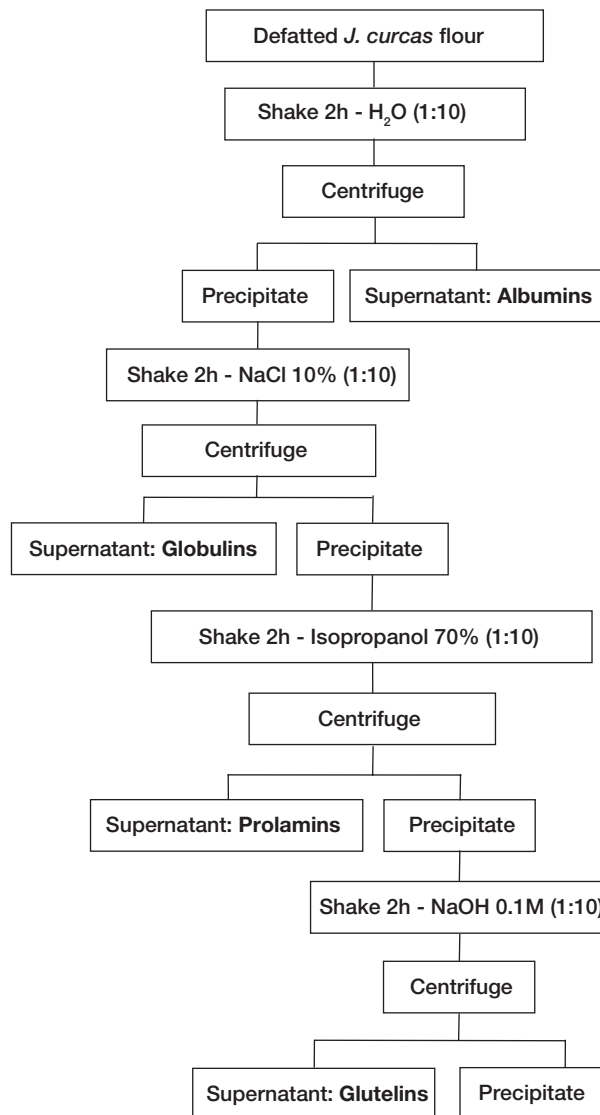 Defatted J. curcas flour
Shake 2h - H₂O (1:10)
Centrifuge
Precipitate
Supernatant: Albumins
Shake 2h - NaCl 10% (1:10)
Centrifuge
Supernatant: Globulins
Precipitate
Shake 2h - Isopropanol 70% (1:10)
Centrifuge
Supernatant: Prolamins
Precipitate
Shake 2h - NaOH 0.1M (1:10)
Centrifuge
Supernatant: Glutelins
Precipitate